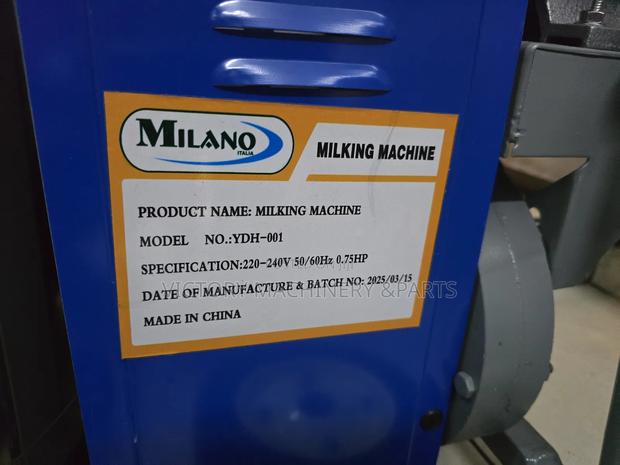 MILANO
ITALIA
MILKING MACHINE
PRODUCT NAME: MILKING MACHINE
MODEL NO.:YDH-001
SPECIFICATION:220-240V 50/60Hz 0.75HP
DATE OF MANUFACTURE & BATCH NO: 2025/03/15
VICTORY MACHINERY &PARTS
MADE IN CHINA